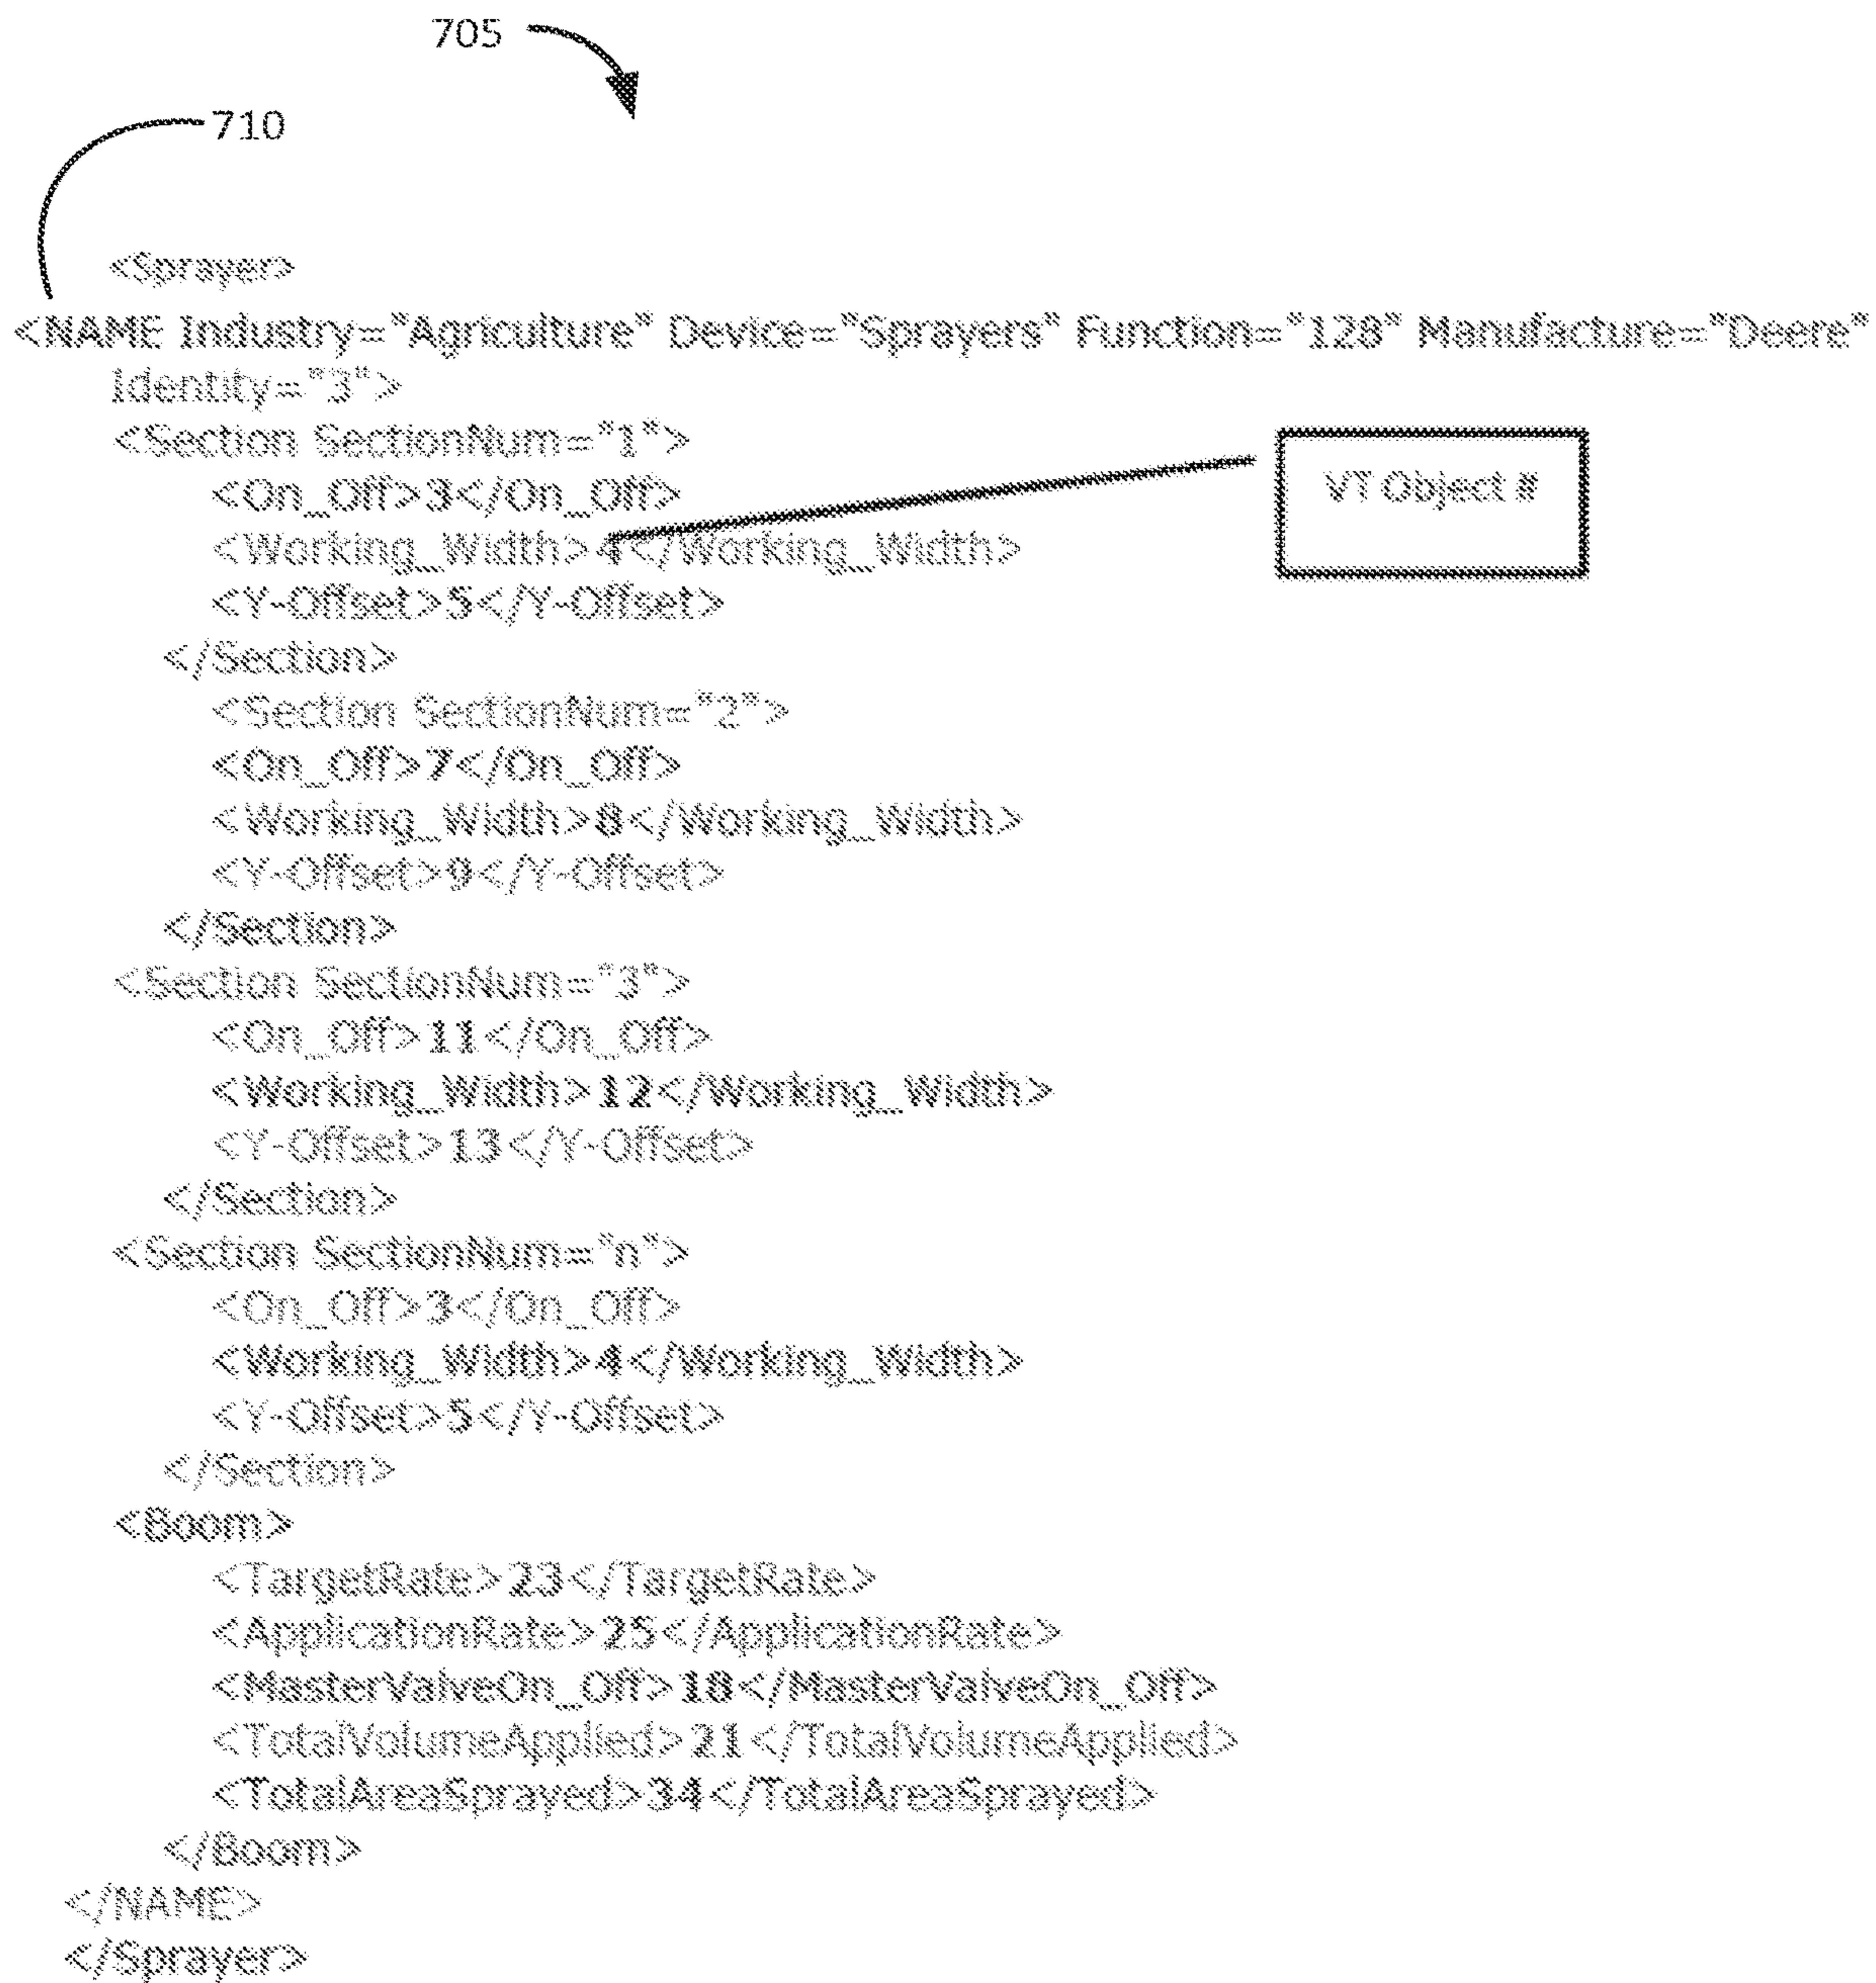 705
710
<Sprayer>
<NAME Industry="Agriculture" Device="Sprayers" Function="128" Manufacture="Deere"
Identity="3">
<Section SectionNum="1">
<On_Off>3</On_Off>
<Working_Width>4</Working_Width>
VT Object #
<Y-Offset>5</Y-Offset>
</Section>
<Section SectionNum="2">
<On_Off>7</On_Off>
<Working_Width>8</Working_Width>
<Y-Offset>9</Y-Offset>
</Section>
<Section SectionNum="3">
<On_Off>11</On_Off>
<Working_Width>12</Working_Width>
<Y-Offset>13</Y-Offset>
</Section>
<Section SectionNum="n">
<On_Off>3</On_Off>
<Working_Width>4</Working_Width>
<Y-Offset>5</Y-Offset>
</Section>
<Boom>
<TargetRate>23</TargetRate>
<ApplicationRate>25</ApplicationRate>
<MasterValveOn_Off>18</MasterValveOn_Off>
<TotalVolumeApplied>21</TotalVolumeApplied>
<TotalAreaSprayed>34</TotalAreaSprayed>
</Boom>
</NAME>
</Sprayer>